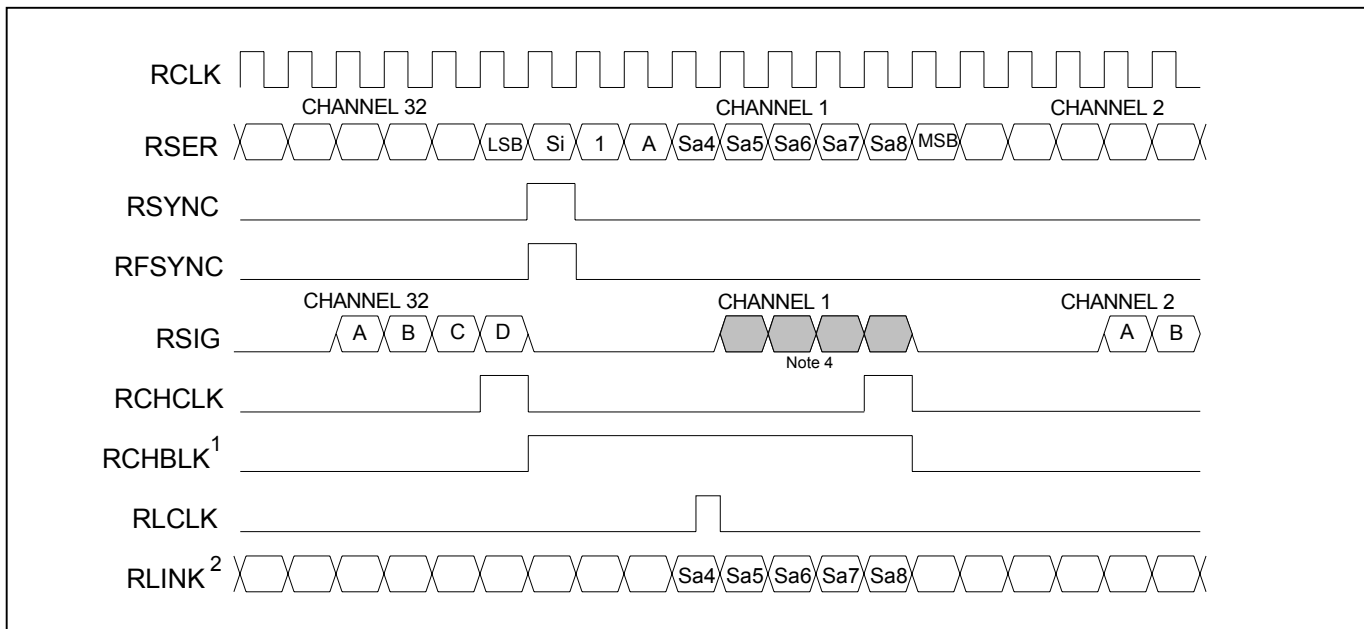 RCLK
CHANNEL 32 CHANNEL 1 CHANNEL 2
RSER LSB Si 1 A Sa4 Sa5 Sa6 Sa7 Sa8 MSB
RSYNC
RFSYNC
CHANNEL 32 CHANNEL 1 CHANNEL 2
RSIG A B C D A B
Note 4
RCHCLK
RCHBLK1
RLCLK
RLINK2 Sa4 Sa5 Sa6 Sa7 Sa8